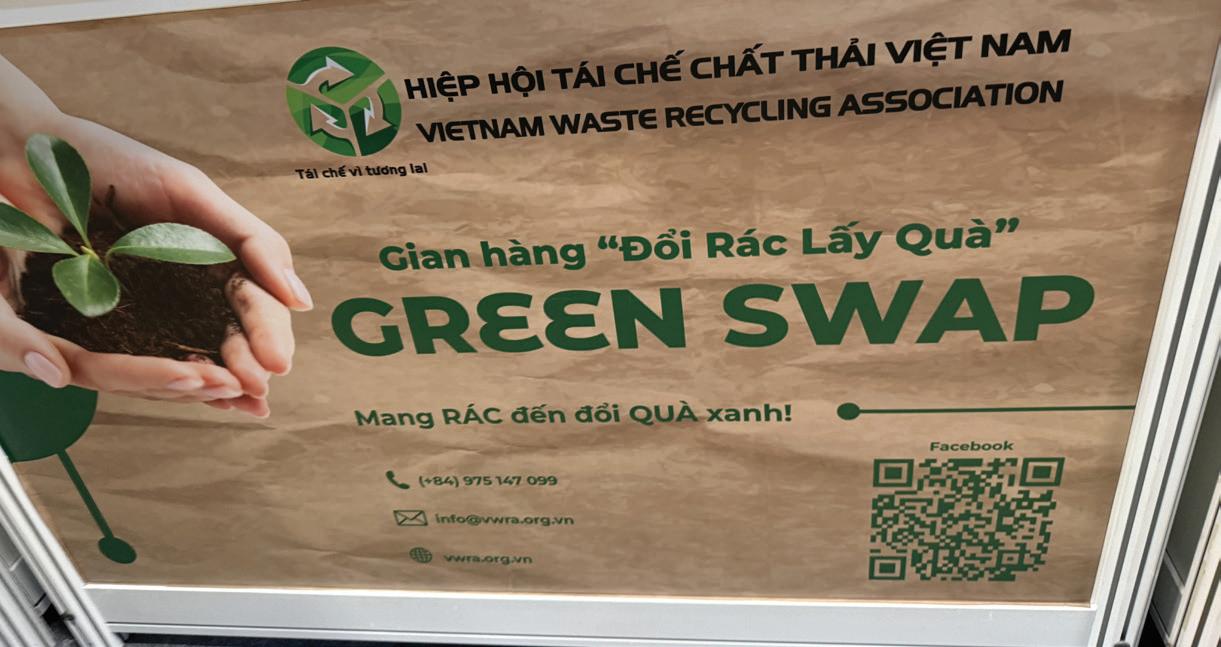 HIỆP HỘI TÁI CHẾ CHẤT THẢI VIỆT NAM
VIETNAM WASTE RECYCLING ASSOCIATION
Tái chế vì tương lai
Gian hàng “Đổi Rác Lấy Quà”
GREEN SWAP
Mang RÁC đến đổi QUÀ xanh!
Facebook
(+84) 975 147 099
info@vwra.org.vn
vwra.org.vn